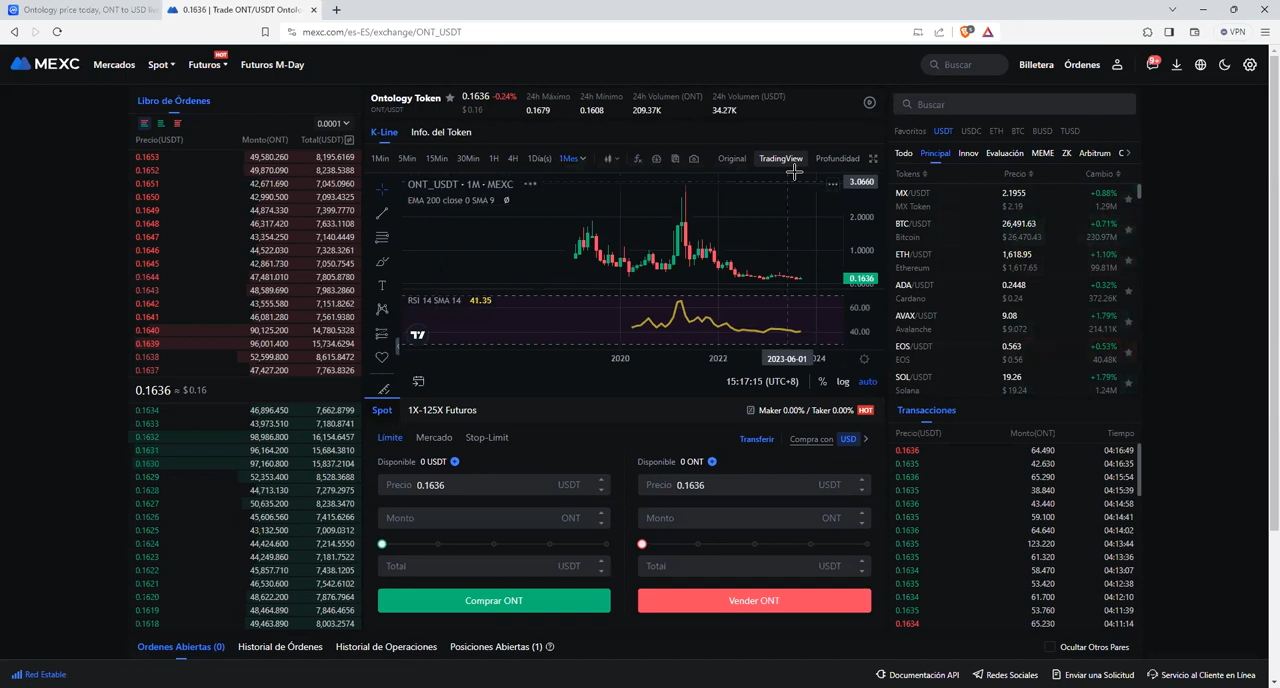 Ontology price today, ONT to USD live
0.1636 | Trade ONT/USDT Ontolo
mexc.com/es-ES/exchange/ONT_USDT
VPN
MEXC
Mercados
Spot
Futuros
HOT
Futuros M-Day
Buscar
Billetera
Órdenes
9+
Libro de Órdenes
0.0001
Precio(USDT) Monto(ONT) Total(USDT)
0.1653 49,580.260 8,195.6169
0.1652 49,870.090 8,238.5388
0.1651 42,671.690 7,045.0960
0.1650 42,990.500 7,093.4325
0.1649 44,874.330 7,399.7770
0.1648 46,317.420 7,633.1108
0.1647 43,354.250 7,140.4449
0.1646 44,522.030 7,328.3261
0.1645 42,861.730 7,050.7545
0.1644 47,481.010 7,805.8780
0.1643 48,589.690 7,983.2860
0.1642 43,555.580 7,151.8262
0.1641 46,081.280 7,561.9380
0.1640 90,125.200 14,780.5328
0.1639 96,001.400 15,734.6294
0.1638 52,599.800 8,615.8472
0.1637 47,427.200 7,763.8326
0.1636 ≈ $0.16
0.1634 46,896.450 7,662.8799
0.1633 43,973.510 7,180.8741
0.1632 98,986.800 16,154.6457
0.1631 96,164.200 15,684.3810
0.1630 97,160.800 15,837.2104
0.1629 52,353.400 8,528.3688
0.1628 44,713.130 7,279.2975
0.1627 50,635.200 8,238.3470
0.1626 45,606.560 7,415.6266
0.1625 43,132.500 7,009.0312
0.1624 44,424.600 7,214.5550
0.1623 44,249.860 7,181.7522
0.1622 45,857.710 7,438.1205
0.1621 46,530.600 7,542.6102
0.1620 48,622.200 7,876.7964
0.1619 48,464.890 7,846.4656
0.1618 49,463.890 8,003.2574
Ontology Token
ONT/USDT
0.1636 -0.24%
$ 0.16
24h Máximo
0.1679
24h Mínimo
0.1608
24h Volumen (ONT)
209.37K
24h Volumen (USDT)
34.27K
K-Line Info. del Token
1Min 5Min 15Min 30Min 1H 4H 1Día(s) 1Mes
Original TradingView Profundidad
ONT_USDT · 1M · MEXC
EMA 200 close 0 SMA 9
3.0660
2.0000
1.0000
0.1636
RSI 14 SMA 14 41.35
60.00
40.00
2020 2022 2023-06-01 024
15:17:15 (UTC+8) % log auto
Spot 1X-125X Futuros
Maker 0.00% / Taker 0.00% HOT
Límite Mercado Stop-Limit
Transferir Compra con USD
Disponible 0 USDT
Precio 0.1636 USDT
Monto ONT
Total USDT
Comprar ONT
Disponible 0 ONT
Precio 0.1636 USDT
Monto ONT
Total USDT
Vender ONT
Buscar
Favoritos USDT USDC ETH BTC BUSD TUSD
Todo Principal Innov Evaluación MEME ZK Arbitrum C
Tokens Precio Cambio
MX/USDT 2.1955 +0.88%
MX Token $ 2.19 1.29M
BTC/USDT 26,491.63 +0.71%
Bitcoin $ 26,470.43 230.97M
ETH/USDT 1,618.95 +1.10%
Ethereum $ 1,617.65 99.81M
ADA/USDT 0.2448 +0.32%
Cardano $ 0.24 372.26K
AVAX/USDT 9.08 +1.79%
Avalanche $ 9.072 214.11K
EOS/USDT 0.563 +0.53%
EOS $ 0.56 40.48K
SOL/USDT 19.26 +1.79%
Solana $ 19.24 1.24M
Transacciones
Precio(USDT) Monto(ONT) Tiempo
0.1636 64.490 04:16:49
0.1635 42.630 04:16:35
0.1636 65.290 04:15:54
0.1635 38.840 04:15:39
0.1636 43.440 04:14:58
0.1635 59.100 04:14:41
0.1636 64.640 04:14:02
0.1635 123.220 04:13:44
0.1635 61.320 04:13:36
0.1634 58.470 04:13:07
0.1635 53.420 04:12:38
0.1634 61.700 04:12:10
0.1635 53.760 04:11:39
0.1634 65.230 04:11:14
Ordenes Abiertas (0) Historial de Órdenes Historial de Operaciones Posiciones Abiertas (1)
Ocultar Otros Pares
Red Estable
Documentación API Redes Sociales Enviar una Solicitud Servicio al Cliente en Línea